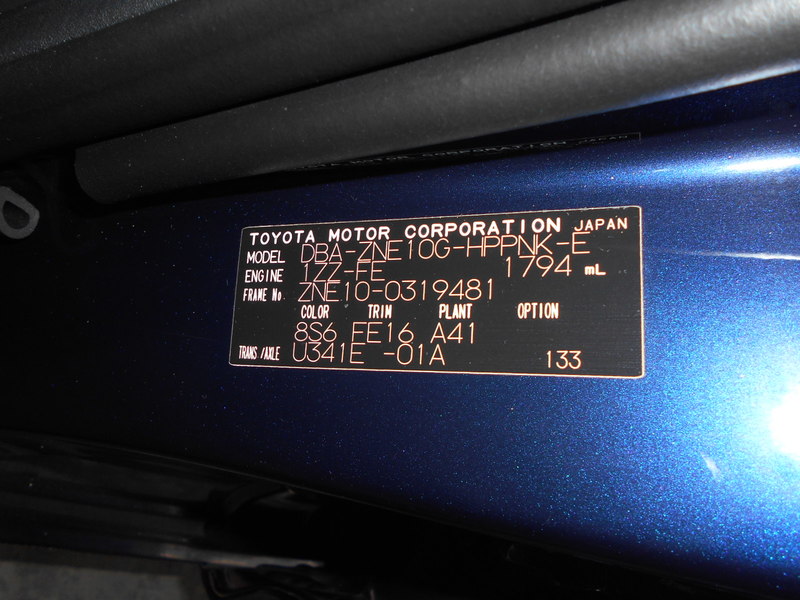 TOYOTA MOTOR CORPORATION JAPAN
MODEL DBA-ZNE10G-HPPNK-E
ENGINE 1ZZ-FE 1794 mL
FRAME No. ZNE10-0319481
COLOR TRIM PLANT OPTION
8S6 FE16 A41
TRANS/AXLE U341E -01A 133